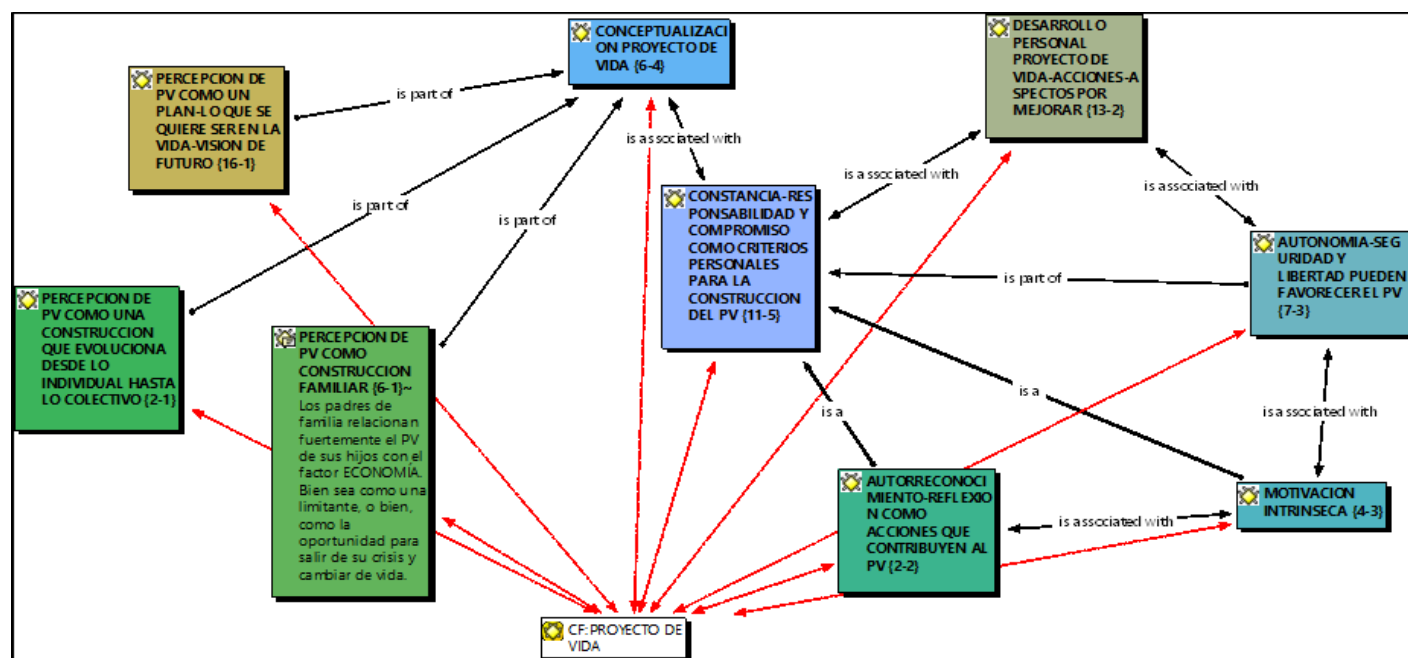 CONCEPTUALIZACI
ON PROYECTO DE
VIDA {6-4}
DESARROLLO
PERSONAL
PROYECTO DE
VIDA-ACCIONES-A
SPECTOS POR
MEJORAR {13-2}
PERCEPCION DE
PV COMO UN
PLAN-LO QUE SE
QUIERE SER EN LA
VIDA-VISION DE
FUTURO {16-1}
is part of
is associated with
is associated with
is associated with
is part of
is part of
CONSTANCIA-RES
PONSABILIDAD Y
COMPROMISO
COMO CRITERIOS
PERSONALES
PARA LA
CONSTRUCCION
DEL PV {11-5}
AUTONOMIA-SEG
URIDAD Y
LIBERTAD PUEDEN
FAVORECER EL PV
{7-3}
is part of
PERCEPCION DE
PV COMO UNA
CONSTRUCCION
QUE EVOLUCIONA
DESDE LO
INDIVIDUAL HASTA
LO COLECTIVO {2-1}
PERCEPCION DE
PV COMO
CONSTRUCCION
FAMILIAR {6-1}~
Los padres de
familia relacionan
fuertemente el PV
de sus hijos con el
factor ECONOMÍA.
Bien sea como una
limitante, o bien,
como la
oportunidad para
salir de su crisis y
cambiar de vida.
is a
is a
is associated with
AUTORRECONOCI
MIENTO-REFLEXIO
N COMO
ACCIONES QUE
CONTRIBUYEN AL
PV {2-2}
is associated with
MOTIVACION
INTRINSECA {4-3}
CF:PROYECTO DE
VIDA